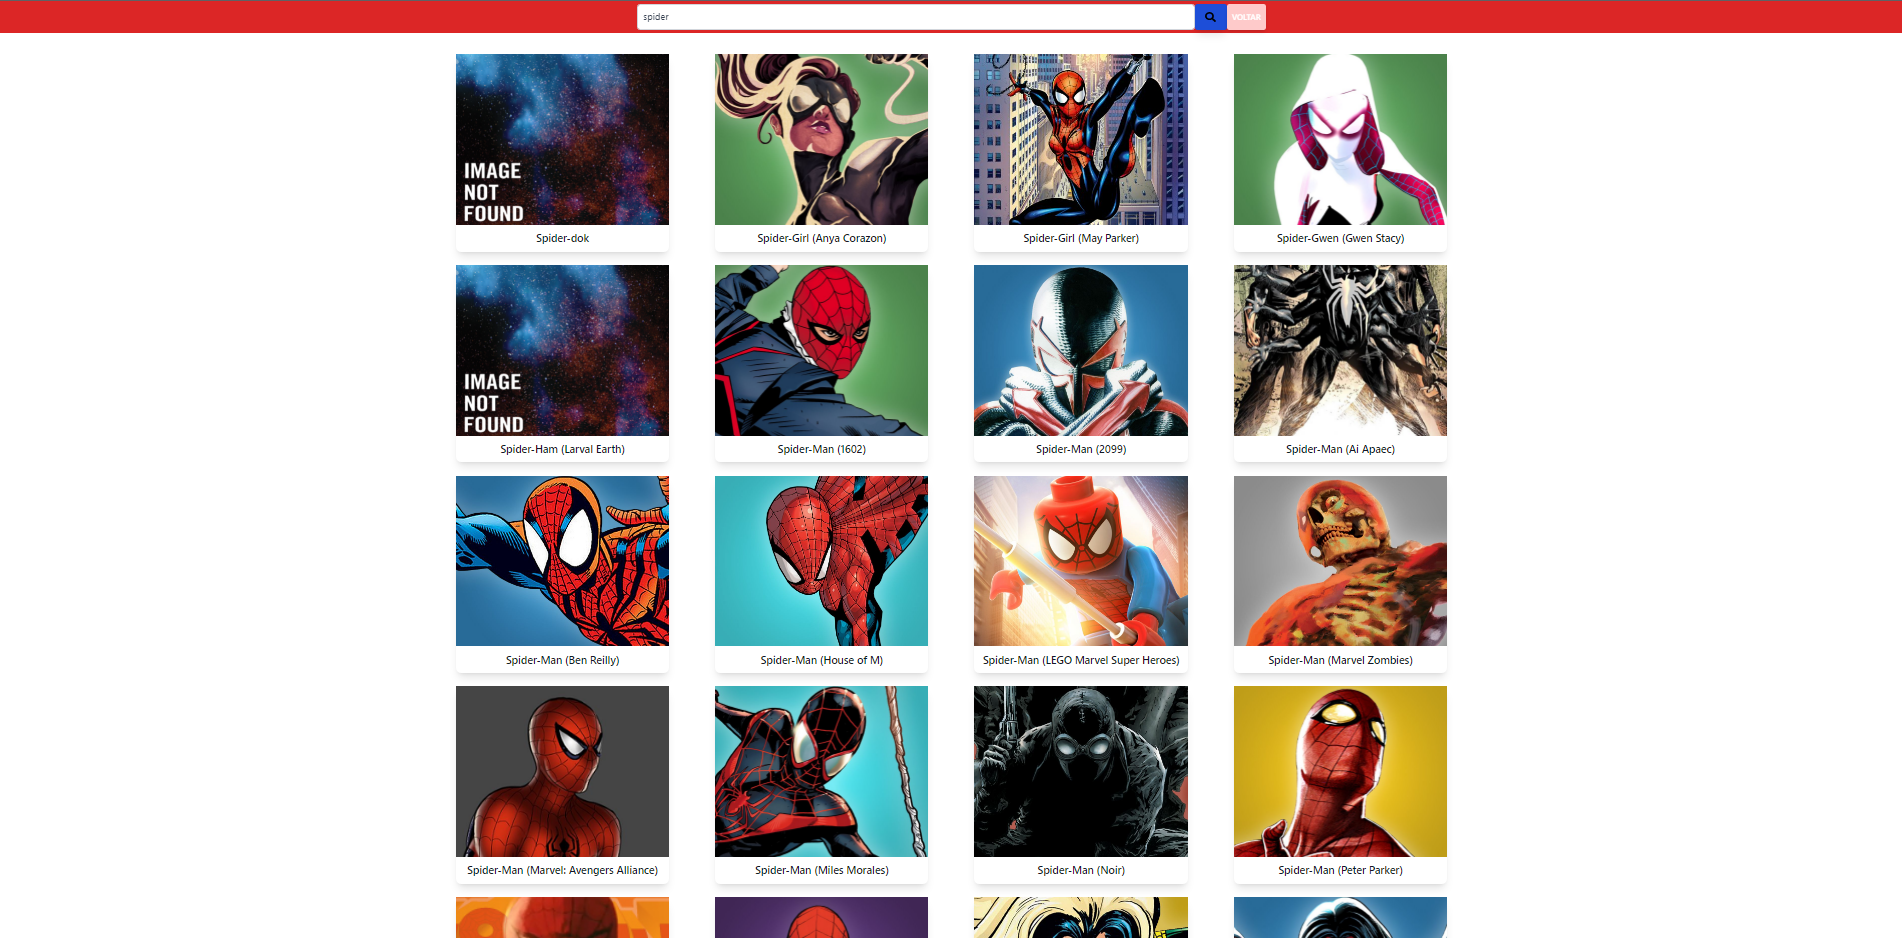 spider
VOLTAR
IMAGE
NOT
FOUND
Spider-dok
Spider-Girl (Anya Corazon)
Spider-Girl (May Parker)
Spider-Gwen (Gwen Stacy)
IMAGE
NOT
FOUND
Spider-Ham (Larval Earth)
Spider-Man (1602)
Spider-Man (2099)
Spider-Man (Ai Apaec)
Spider-Man (Ben Reilly)
Spider-Man (House of M)
Spider-Man (LEGO Marvel Super Heroes)
Spider-Man (Marvel Zombies)
Spider-Man (Marvel: Avengers Alliance)
Spider-Man (Miles Morales)
Spider-Man (Noir)
Spider-Man (Peter Parker)